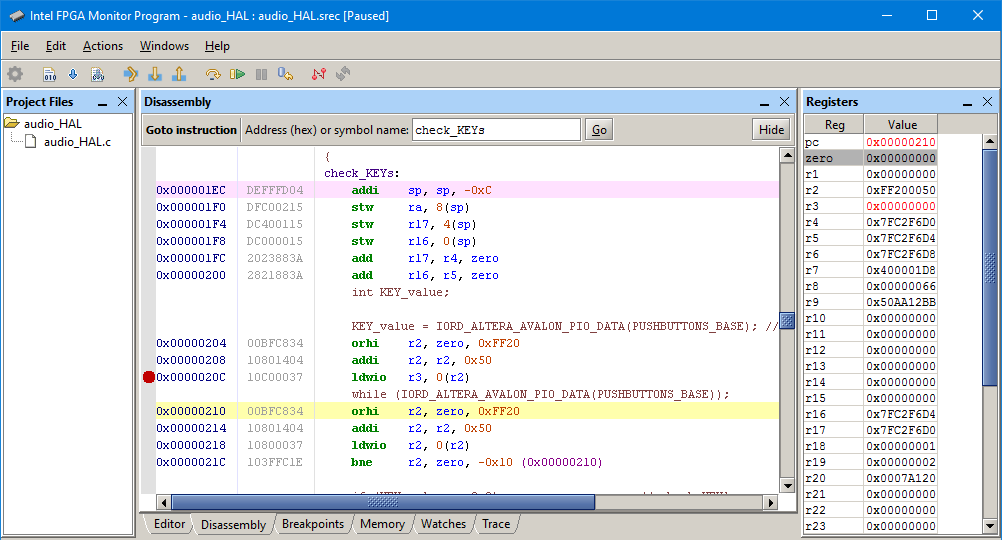 Intel FPGA Monitor Program - audio_HAL : audio_HAL.srec [Paused]
File Edit Actions Windows Help
Project Files
audio_HAL
audio_HAL.c
Disassembly
Goto instruction Address (hex) or symbol name: check_KEYs Go Hide
{
check_KEYs:
0x000001EC DEFFFD04 addi sp, sp, -0xC
0x000001F0 DFC00215 stw ra, 8(sp)
0x000001F4 DC400115 stw r17, 4(sp)
0x000001F8 DC000015 stw r16, 0(sp)
0x000001FC 2023883A add r17, r4, zero
0x00000200 2821883A add r16, r5, zero
int KEY_value;
KEY_value = IORD_ALTERA_AVALON_PIO_DATA(PUSHBUTTONS_BASE); //
0x00000204 00BFC834 orhi r2, zero, 0xFF20
0x00000208 10801404 addi r2, r2, 0x50
0x0000020C 10C00037 ldwio r3, 0(r2)
while (IORD_ALTERA_AVALON_PIO_DATA(PUSHBUTTONS_BASE));
0x00000210 00BFC834 orhi r2, zero, 0xFF20
0x00000214 10801404 addi r2, r2, 0x50
0x00000218 10800037 ldwio r2, 0(r2)
0x0000021C 103FFC1E bne r2, zero, -0x10 (0x00000210)
Editor Disassembly Breakpoints Memory Watches Trace
Registers
Reg Value
pc 0x00000210
zero 0x00000000
r1 0x00000000
r2 0xFF200050
r3 0x00000000
r4 0x7FC2F6D0
r5 0x7FC2F6D4
r6 0x7FC2F6D8
r7 0x400001D8
r8 0x00000066
r9 0x50AA12BB
r10 0x00000000
r11 0x00000000
r12 0x00000000
r13 0x00000000
r14 0x00000000
r15 0x00000000
r16 0x7FC2F6D4
r17 0x7FC2F6D0
r18 0x00000001
r19 0x00000002
r20 0x0007A120
r21 0x00000000
r22 0x00000000
r23 0x00000000